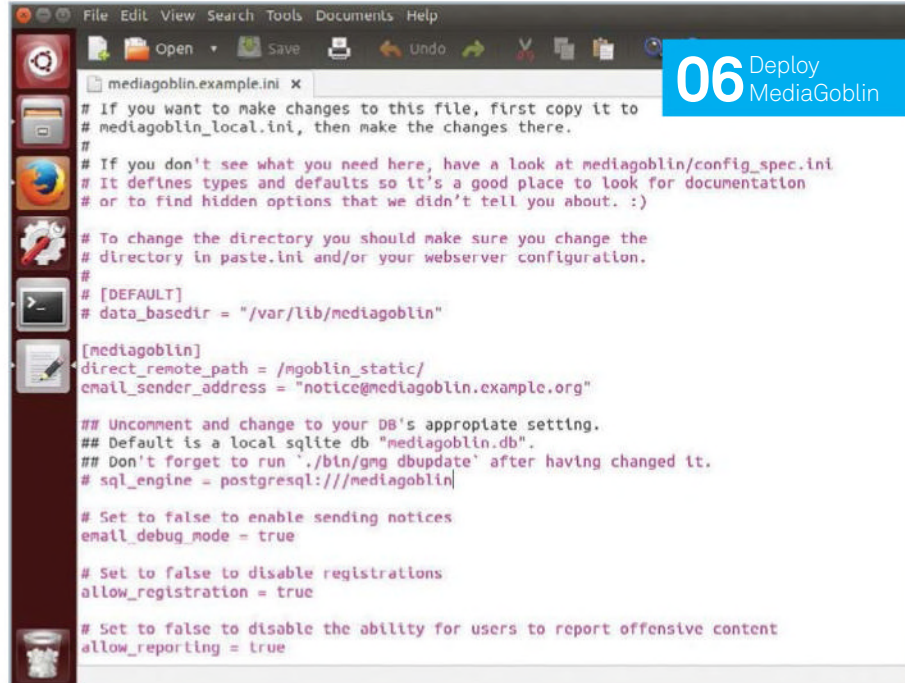 File Edit View Search Tools Documents Help
Open Save Undo
06 Deploy
MediaGoblin
mediagoblin.example.ini x
# If you want to make changes to this file, first copy it to
# mediagoblin_local.ini, then make the changes there.
#
# If you don't see what you need here, have a look at mediagoblin/config_spec.ini
# It defines types and defaults so it's a good place to look for documentation
# or to find hidden options that we didn't tell you about. :)
# To change the directory you should make sure you change the
# directory in paste.ini and/or your webserver configuration.
#
# [DEFAULT]
# data_basedir = "/var/lib/mediagoblin"
[mediagoblin]
direct_remote_path = /mgoblin_static/
email_sender_address = "notice@mediagoblin.example.org"
## Uncomment and change to your DB's appropiate setting.
## Default is a local sqlite db "mediagoblin.db".
## Don't forget to run `./bin/gmg dbupdate` after having changed it.
# sql_engine = postgresql:///mediagoblin
# Set to false to enable sending notices
email_debug_mode = true
# Set to false to disable registrations
allow_registration = true
# Set to false to disable the ability for users to report offensive content
allow_reporting = true